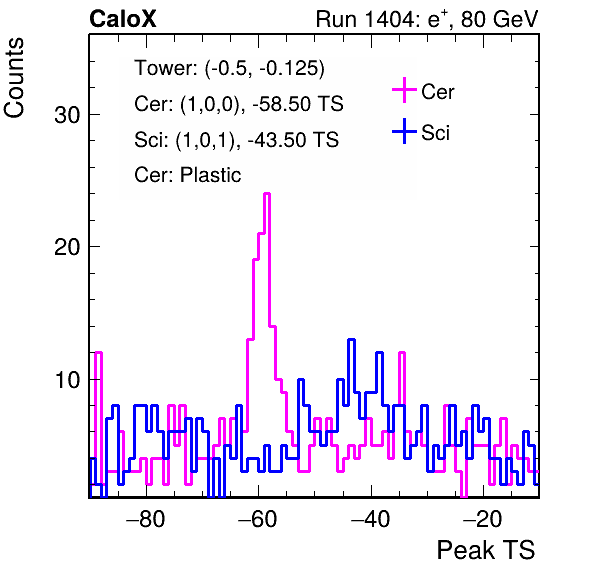 CaloX Run 1404: e⁺, 80 GeV
Counts
Tower: (-0.5, -0.125)
Cer: (1,0,0), -58.50 TS
Sci: (1,0,1), -43.50 TS
Cer: Plastic
Cer
Sci
30
20
10
−80 −60 −40 −20
Peak TS